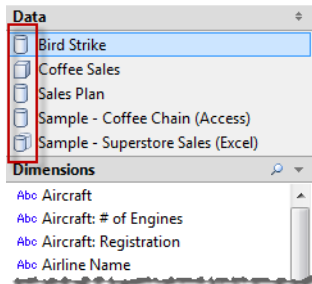 Data
Bird Strike
Coffee Sales
Sales Plan
Sample - Coffee Chain (Access)
Sample - Superstore Sales (Excel)
Dimensions
Abc Aircraft
Abc Aircraft: # of Engines
Abc Aircraft: Registration
Abc Airline Name